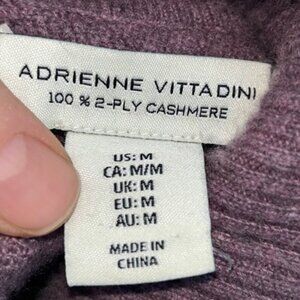 ADRIENNE VITTADINI
100 % 2-PLY CASHMERE
US: M
CA: M/M
UK: M
EU: M
AU: M
MADE IN
CHINA